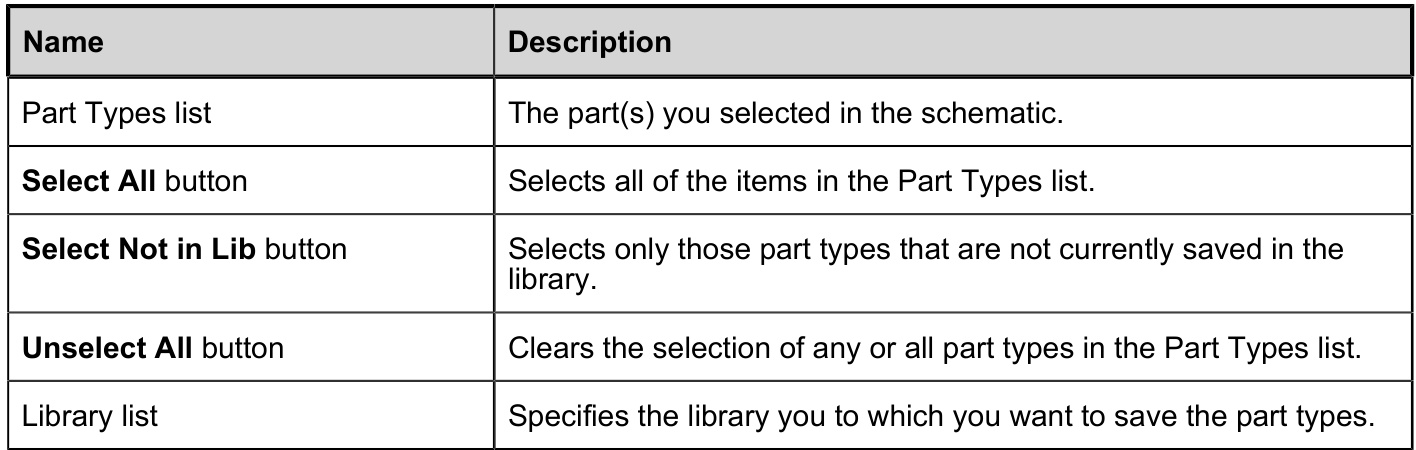 Name Description
Part Types list The part(s) you selected in the schematic.
Select All button Selects all of the items in the Part Types list.
Select Not in Lib button Selects only those part types that are not currently saved in the
library.
Unselect All button Clears the selection of any or all part types in the Part Types list.
Library list Specifies the library you to which you want to save the part types.